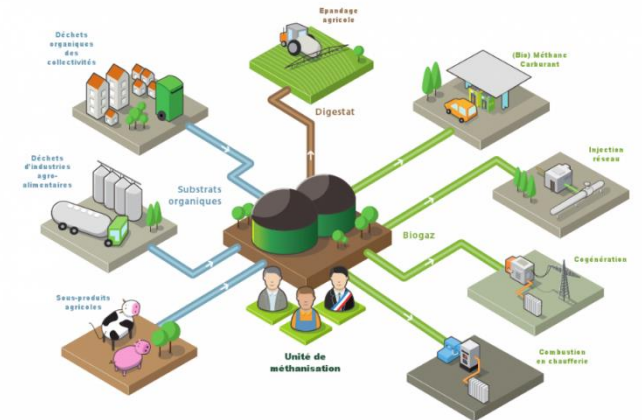 Epandage
agricole
Déchets
organiques
des
collectivités
(Bio) Méthane
Carburant
Digestat
Injection
réseau
Déchets
d'industries
agro-
alimentaires
Substrats
organiques
Biogaz
Cogénération
Sous-produits
agricoles
Unité de
méthanisation
Combustion
en chaufferie